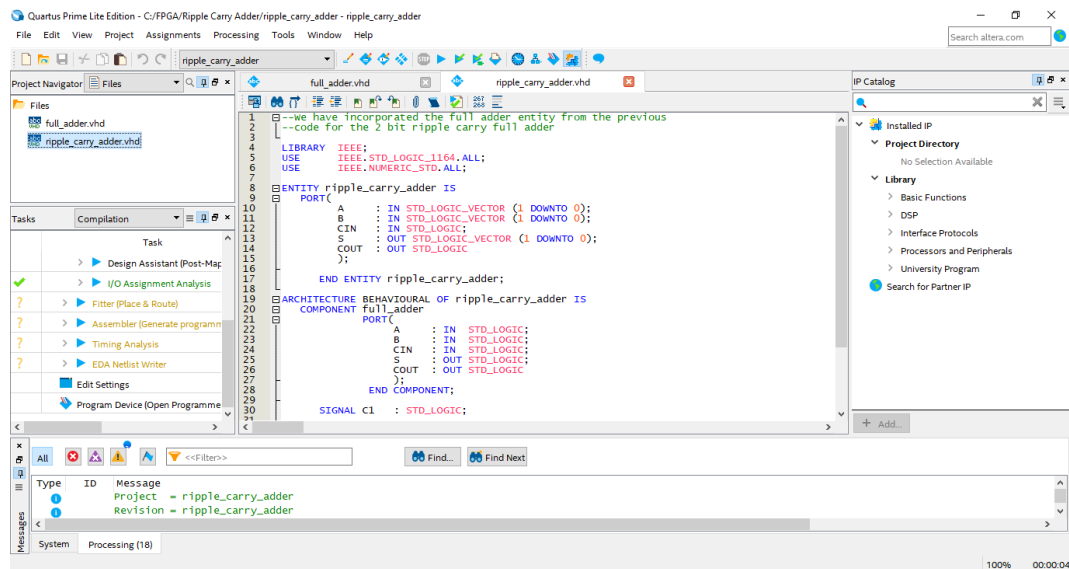 Quartus Prime Lite Edition - C:/FPGA/Ripple Carry Adder/ripple_carry_adder - ripple_carry_adder
File Edit View Project Assignments Processing Tools Window Help
Search altera.com
ripple_carry_adder
Project Navigator Files
Files
full_adder.vhd
ripple_carry_adder.vhd
Tasks Compilation
Task
Design Assistant (Post-Map
I/O Assignment Analysis
Fitter (Place & Route)
Assembler (Generate programm
Timing Analysis
EDA Netlist Writer
Edit Settings
Program Device (Open Programme
full_adder.vhd ripple_carry_adder.vhd
267
268
1 --We have incorporated the full adder entity from the previous
2 --code for the 2 bit ripple carry full adder
3
4 LIBRARY IEEE;
5 USE IEEE.STD_LOGIC_1164.ALL;
6 USE IEEE.NUMERIC_STD.ALL;
7
8 ENTITY ripple_carry_adder IS
9 PORT(
10 A : IN STD_LOGIC_VECTOR (1 DOWNTO 0);
11 B : IN STD_LOGIC_VECTOR (1 DOWNTO 0);
12 CIN : IN STD_LOGIC;
13 S : OUT STD_LOGIC_VECTOR (1 DOWNTO 0);
14 COUT : OUT STD_LOGIC
15 );
16
17 END ENTITY ripple_carry_adder;
18
19 ARCHITECTURE BEHAVIOURAL OF ripple_carry_adder IS
20 COMPONENT full_adder
21 PORT(
22 A : IN STD_LOGIC;
23 B : IN STD_LOGIC;
24 CIN : IN STD_LOGIC;
25 S : OUT STD_LOGIC;
26 COUT : OUT STD_LOGIC
27 );
28 END COMPONENT;
29
30 SIGNAL C1 : STD_LOGIC;
IP Catalog
Installed IP
Project Directory
No Selection Available
Library
Basic Functions
DSP
Interface Protocols
Processors and Peripherals
University Program
Search for Partner IP
+ Add...
All <<Filter>> Find... Find Next
Type ID Message
Project = ripple_carry_adder
Revision = ripple_carry_adder
Messages
System Processing (18)
100% 00:00:04